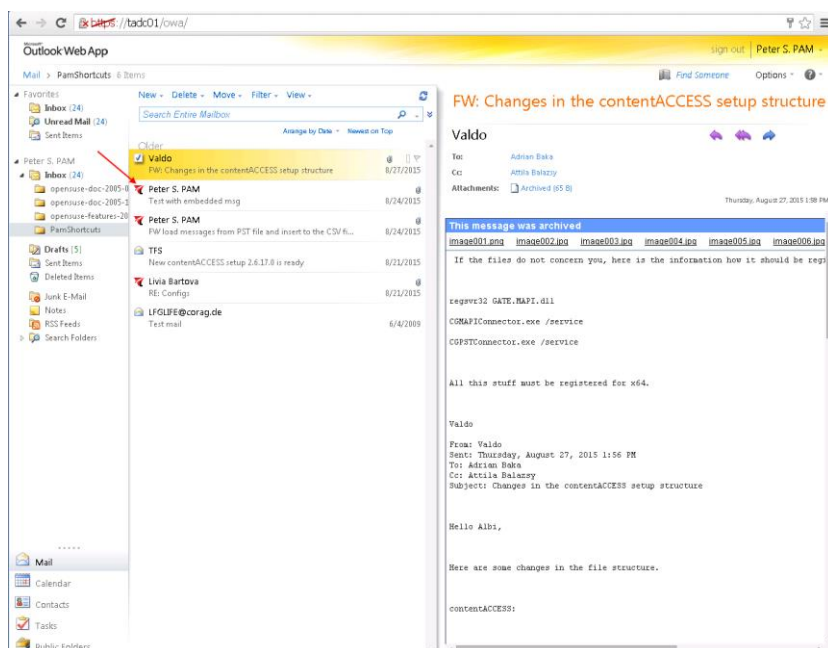 https://tadc01/owa/
Microsoft
Outlook Web App
sign out Peter S. PAM
Mail > PamShortcuts 6 Items
Find Someone Options
Favorites
Inbox (24)
Unread Mail (24)
Sent Items
Peter S. PAM
Inbox (24)
opensuse-doc-2005-0
opensuse-doc-2005-1
opensuse-features-20
PamShortcuts
Drafts [5]
Sent Items
Deleted Items
Junk E-Mail
Notes
RSS Feeds
Search Folders
Mail
Calendar
Contacts
Tasks
Public Folders
New Delete Move Filter View
Search Entire Mailbox
Arrange by Date Newest on Top
Older
Valdo
FW: Changes in the contentACCESS setup structure 8/27/2015
Peter S. PAM
Test with embedded msg 8/24/2015
Peter S. PAM
FW load messages from PST file and insert to the CSV fi... 8/24/2015
TFS
New contentACCESS setup 2.6.17.0 is ready 8/21/2015
Livia Bartova
RE: Configs 8/21/2015
LFGLIFE@corag.de
Test mail 6/4/2009
FW: Changes in the contentACCESS setup structure
Valdo
To: Adrian Baka
Cc: Attila Balazsy
Attachments: Archived (65 B)
Thursday, August 27, 2015 1:58 PM
This message was archived
image001.png image002.jpg image003.jpg image004.jpg image005.jpg image006.jpg
If the files do not concern you, here is the information how it should be regi
regsvr32 GATE.MAPI.dll
CGMAPIConnector.exe /service
CGPSTConnector.exe /service
All this stuff must be registered for x64.
Valdo
From: Valdo
Sent: Thursday, August 27, 2015 1:56 PM
To: Adrian Baka
Cc: Attila Balazsy
Subject: Changes in the contentACCESS setup structure
Hello Albi,
Here are some changes in the file structure.
contentACCESS: